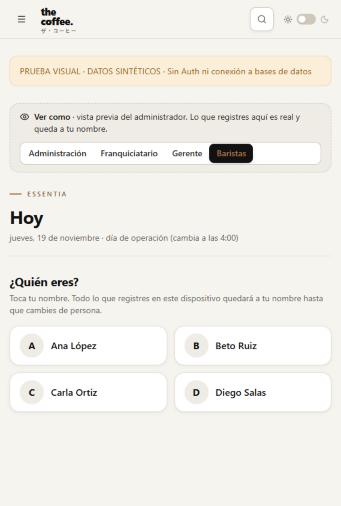 the
coffee.
ザ・コーヒー
PRUEBA VISUAL · DATOS SINTÉTICOS · Sin Auth ni conexión a bases de datos
Ver como · vista previa del administrador. Lo que registres aquí es real y
queda a tu nombre.
Administración Franquiciatario Gerente Baristas
ESSENTIA
Hoy
jueves, 19 de noviembre · día de operación (cambia a las 4:00)
¿Quién eres?
Toca tu nombre. Todo lo que registres en este dispositivo quedará a tu nombre hasta
que cambies de persona.
A Ana López
B Beto Ruiz
C Carla Ortiz
D Diego Salas